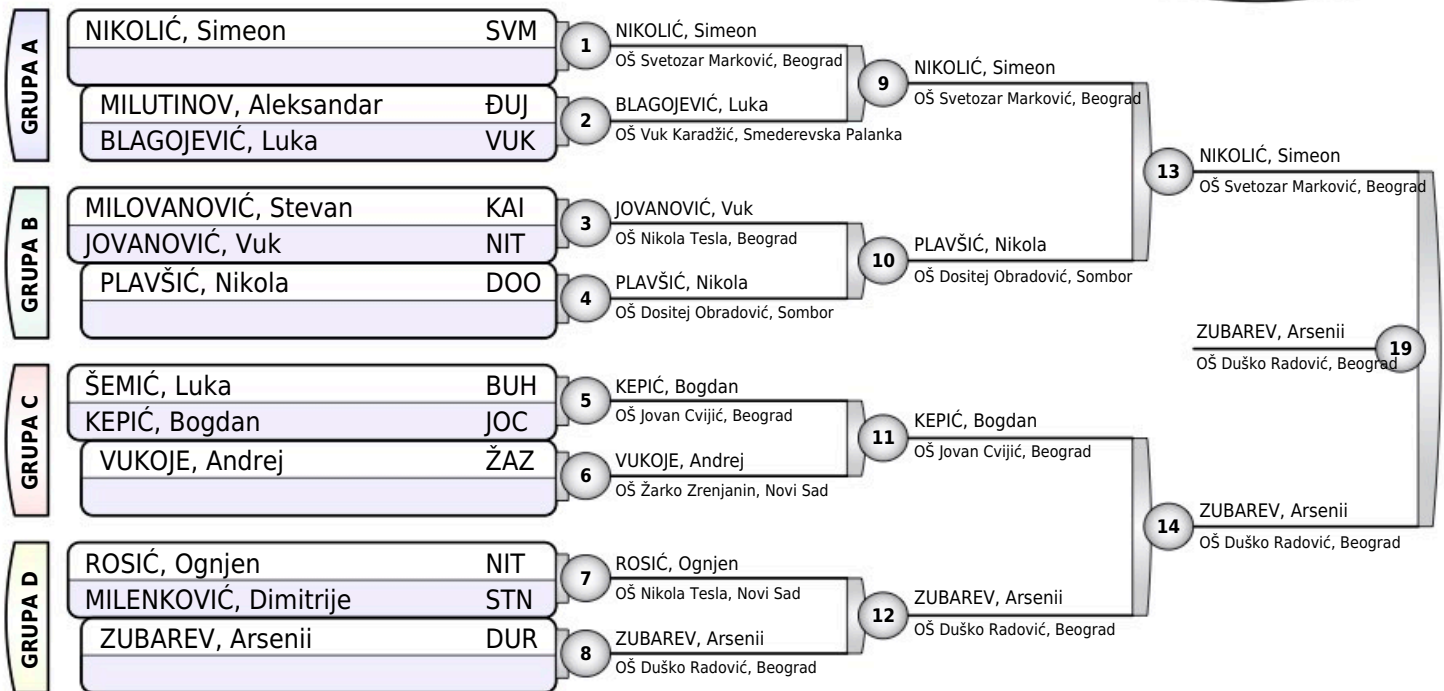 GRUPA A
NIKOLIĆ, Simeon SVM
MILUTINOV, Aleksandar ĐUJ
BLAGOJEVIĆ, Luka VUK
GRUPA B
MILOVANOVIĆ, Stevan KAI
JOVANOVIĆ, Vuk NIT
PLAVŠIĆ, Nikola DOO
GRUPA C
ŠEMIĆ, Luka BUH
KEPIĆ, Bogdan JOC
VUKOJE, Andrej ŽAZ
GRUPA D
ROSIĆ, Ognjen NIT
MILENKOVIĆ, Dimitrije STN
ZUBAREV, Arsenii DUR
1
NIKOLIĆ, Simeon
OŠ Svetozar Marković, Beograd
2
BLAGOJEVIĆ, Luka
OŠ Vuk Karadžić, Smederevska Palanka
3
JOVANOVIĆ, Vuk
OŠ Nikola Tesla, Beograd
4
PLAVŠIĆ, Nikola
OŠ Dositej Obradović, Sombor
5
KEPIĆ, Bogdan
OŠ Jovan Cvijić, Beograd
6
VUKOJE, Andrej
OŠ Žarko Zrenjanin, Novi Sad
7
ROSIĆ, Ognjen
OŠ Nikola Tesla, Novi Sad
8
ZUBAREV, Arsenii
OŠ Duško Radović, Beograd
9
NIKOLIĆ, Simeon
OŠ Svetozar Marković, Beograd
10
PLAVŠIĆ, Nikola
OŠ Dositej Obradović, Sombor
11
KEPIĆ, Bogdan
OŠ Jovan Cvijić, Beograd
12
ZUBAREV, Arsenii
OŠ Duško Radović, Beograd
13
NIKOLIĆ, Simeon
OŠ Svetozar Marković, Beograd
14
ZUBAREV, Arsenii
OŠ Duško Radović, Beograd
ZUBAREV, Arsenii
OŠ Duško Radović, Beograd
19